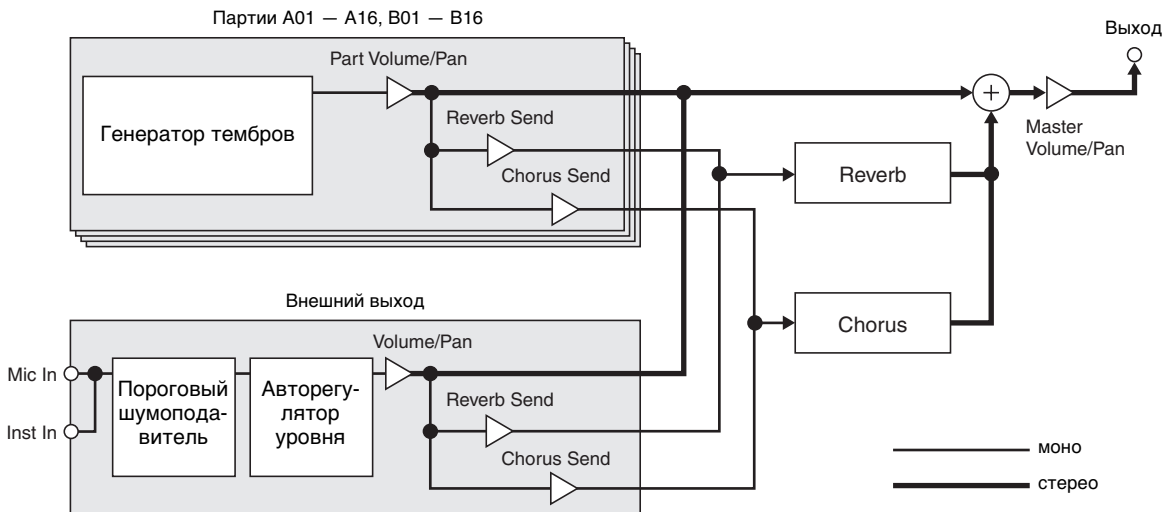 Партии A01 — A16, B01 — B16
Выход
Part Volume/Pan
Генератор тембров
Reverb Send
Chorus Send
Master
Volume/Pan
Reverb
Внешний выход
Chorus
Volume/Pan
Mic In
Inst In
Пороговый
шумопода-
витель
Авторегу-
лятор
уровня
Reverb Send
Chorus Send
моно
стерео